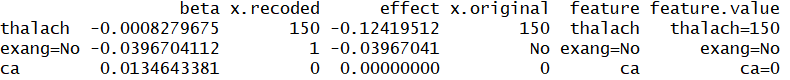 beta x.recoded effect x.original feature feature.value
thalach -0.0008279675 150 -0.12419512 150 thalach thalach=150
exang=No -0.0396704112 1 -0.03967041 No exang=No exang=No
ca 0.0134643381 0 0.00000000 0 ca ca=0